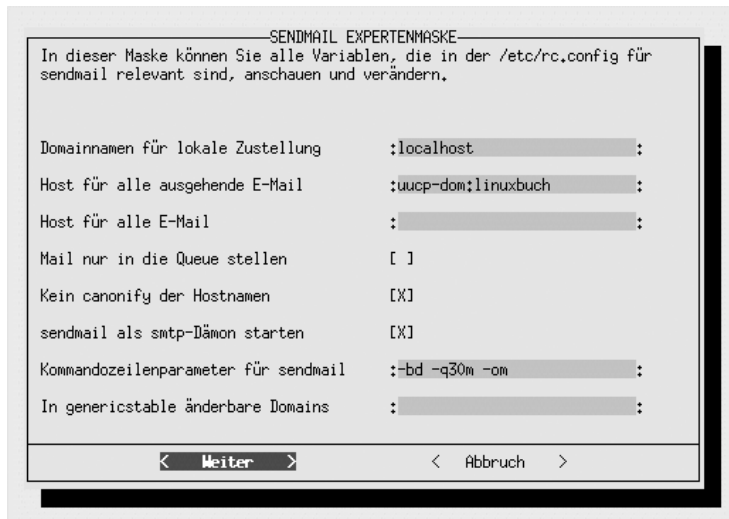 SENDMAIL EXPERTENMASKE
In dieser Maske können Sie alle Variablen, die in der /etc/rc.config für
sendmail relevant sind, anschauen und verändern.
Domainnamen für lokale Zustellung :localhost :
Host für alle ausgehende E-Mail :uucp-dom:linuxbuch :
Host für alle E-Mail : :
Mail nur in die Queue stellen [ ]
Kein canonify der Hostnamen [X]
sendmail als smtp-Dämon starten [X]
Kommandozeilenparameter für sendmail :-bd -q30m -om :
In genericstable änderbare Domains : :
< Weiter > < Abbruch >